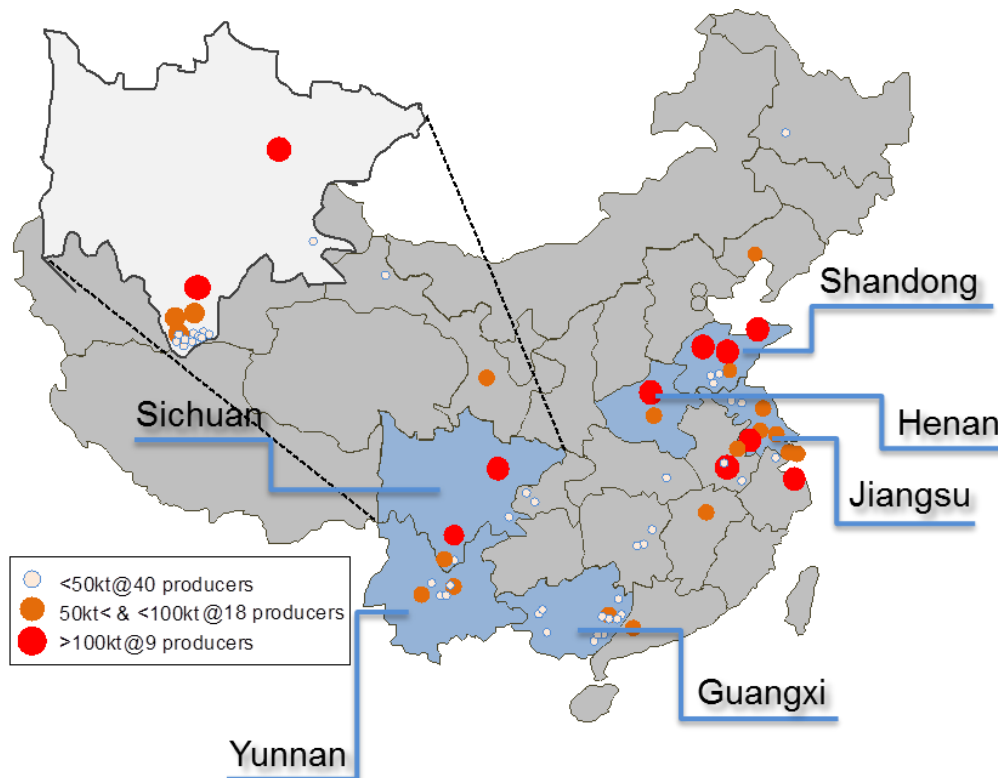 Shandong
Sichuan
Henan
Jiangsu
<50kt@40 producers
50kt< & <100kt@18 producers
>100kt@9 producers
Guangxi
Yunnan